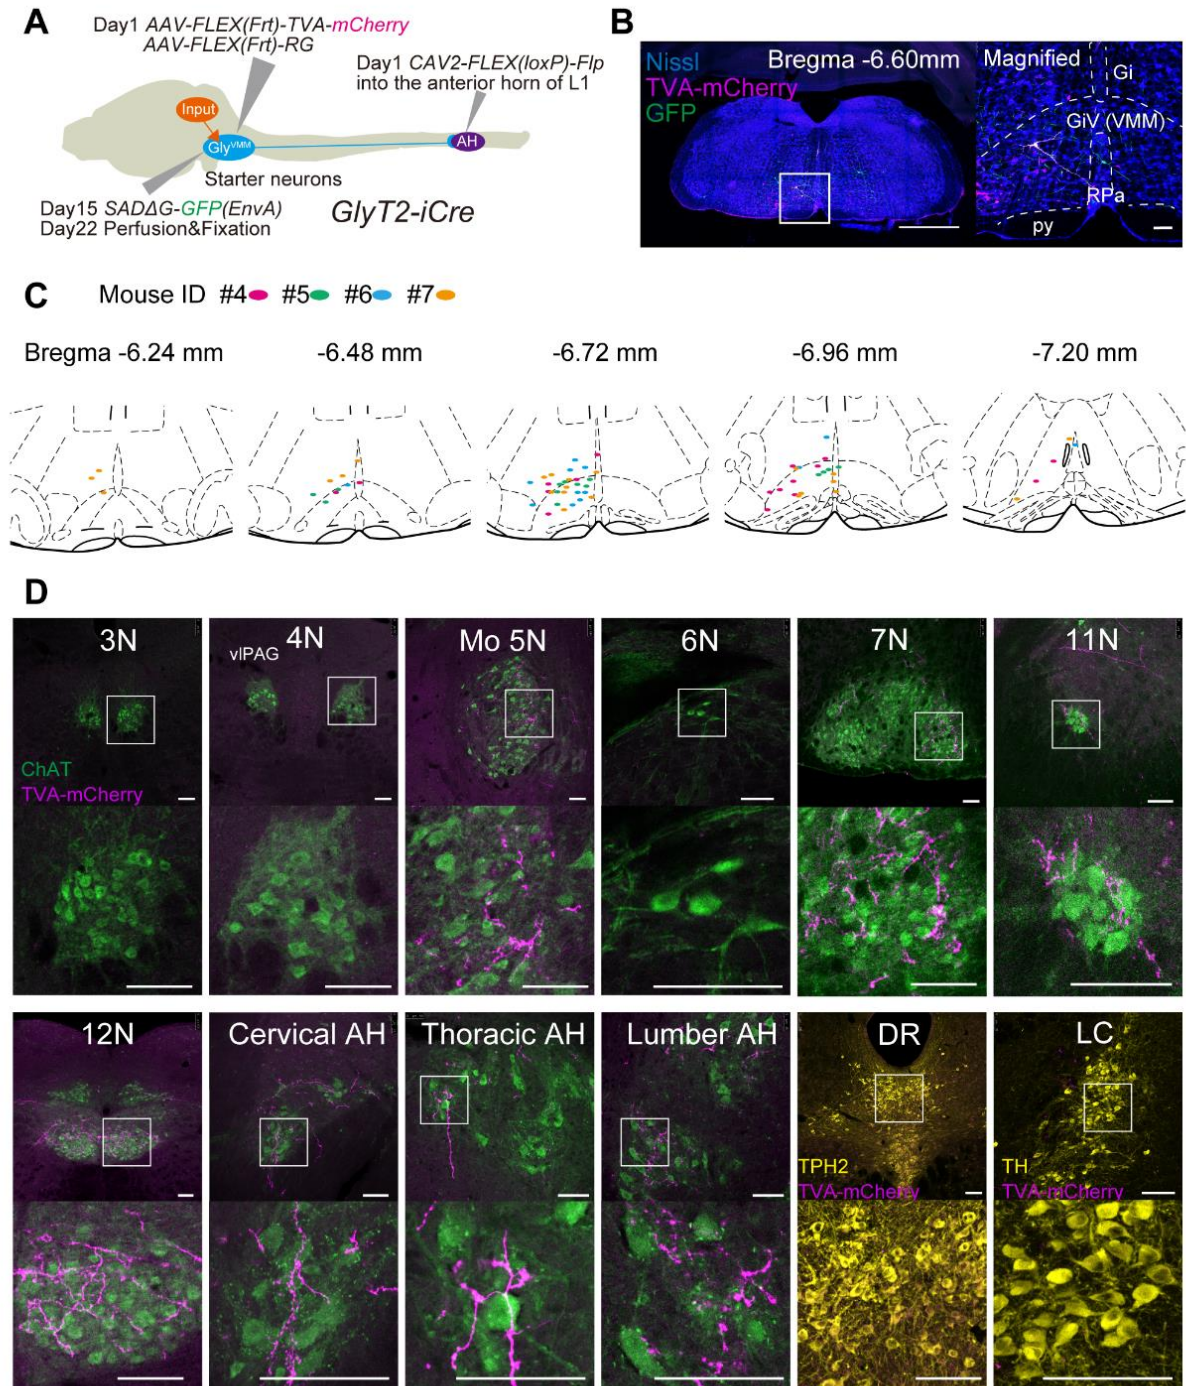 A
Day1 AAV-FLEX(Frt)-TVA-mCherry
AAV-FLEX(Frt)-RG
Day1 CAV2-FLEX(loxP)-Flp
into the anterior horn of L1
Input
GlyVMM
AH
Starter neurons
Day15 SADΔG-GFP(EnvA)
Day22 Perfusion&Fixation
GlyT2-iCre
B
Nissl
TVA-mCherry
GFP
Bregma -6.60mm
Magnified
Gi
GiV (VMM)
RPa
py
C
Mouse ID #4 #5 #6 #7
Bregma -6.24 mm
-6.48 mm
-6.72 mm
-6.96 mm
-7.20 mm
D
3N
4N
Mo 5N
6N
7N
11N
vlPAG
ChAT
TVA-mCherry
12N
Cervical AH
Thoracic AH
Lumber AH
DR
LC
TPH2
TVA-mCherry
TH
TVA-mCherry